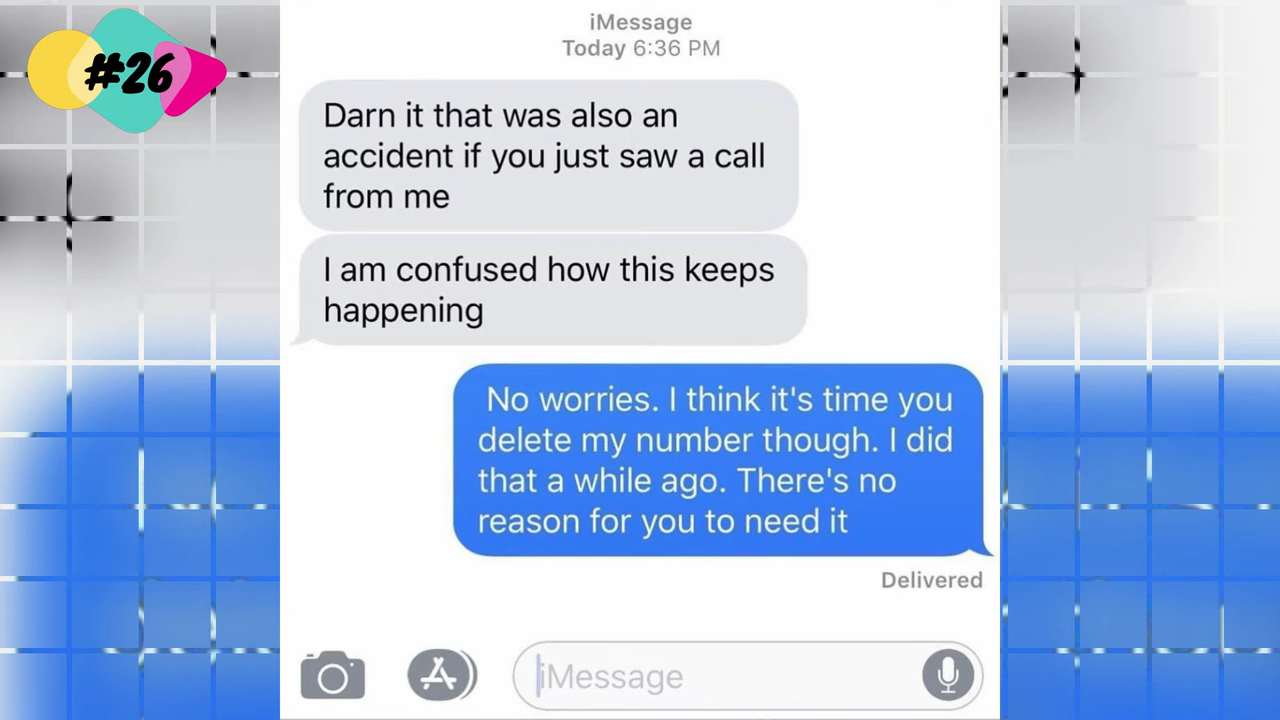 #26
iMessage
Today 6:36 PM
Darn it that was also an
accident if you just saw a call
from me
I am confused how this keeps
happening
No worries. I think it's time you
delete my number though. I did
that a while ago. There's no
reason for you to need it
Delivered
iMessage